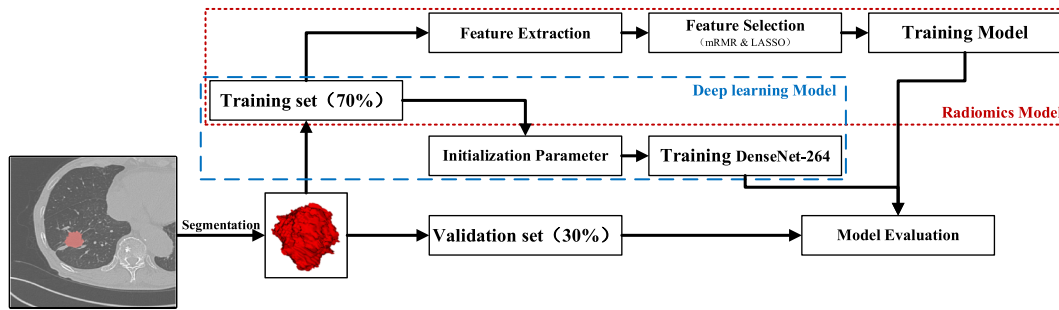 Feature Extraction
Feature Selection
(mRMR & LASSO)
Training Model
Training set（70%）
Deep learning Model
Radiomics Model
Initialization Parameter
Training DenseNet-264
Segmentation
Validation set（30%）
Model Evaluation